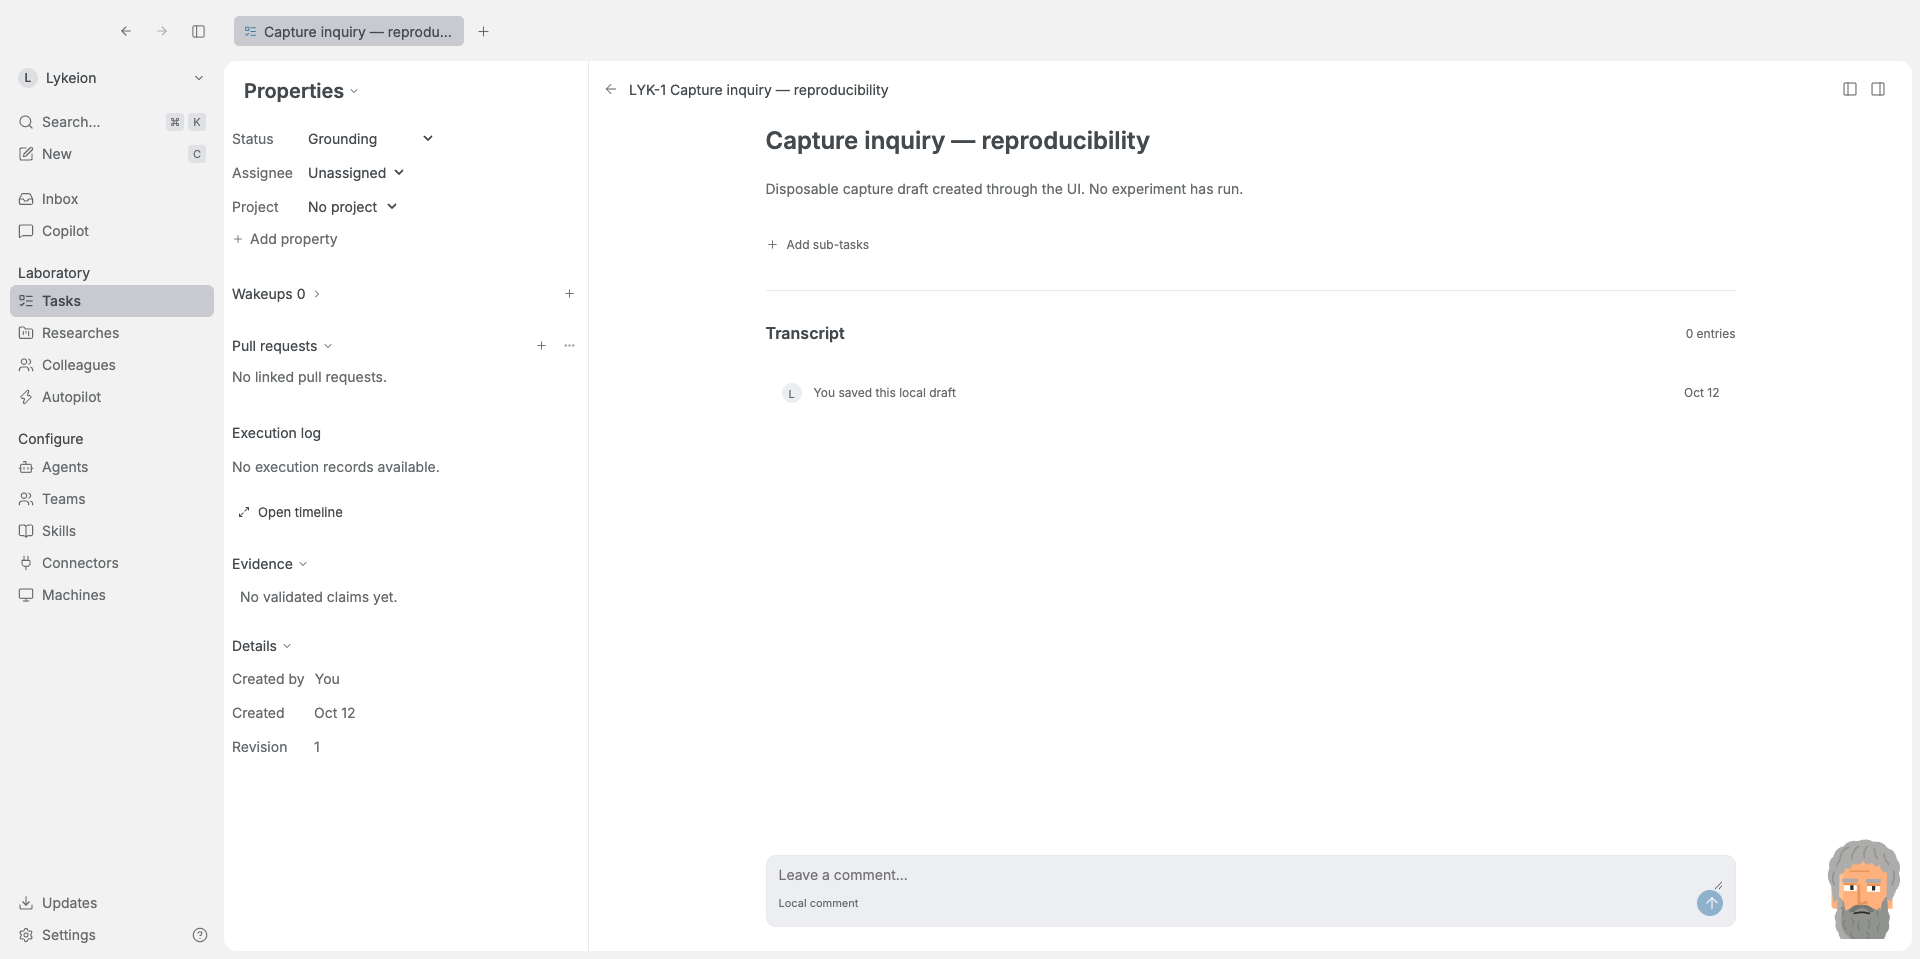 Capture inquiry — reprodu...
L Lykeion
Search... ⌘ K
New C
Inbox
Copilot
Laboratory
Tasks
Researches
Colleagues
Autopilot
Configure
Agents
Teams
Skills
Connectors
Machines
Updates
Settings
Properties
Status Grounding
Assignee Unassigned
Project No project
+ Add property
Wakeups 0
Pull requests
No linked pull requests.
Execution log
No execution records available.
Open timeline
Evidence
No validated claims yet.
Details
Created by You
Created Oct 12
Revision 1
LYK-1 Capture inquiry — reproducibility
Capture inquiry — reproducibility
Disposable capture draft created through the UI. No experiment has run.
+ Add sub-tasks
Transcript 0 entries
L You saved this local draft Oct 12
Leave a comment...
Local comment